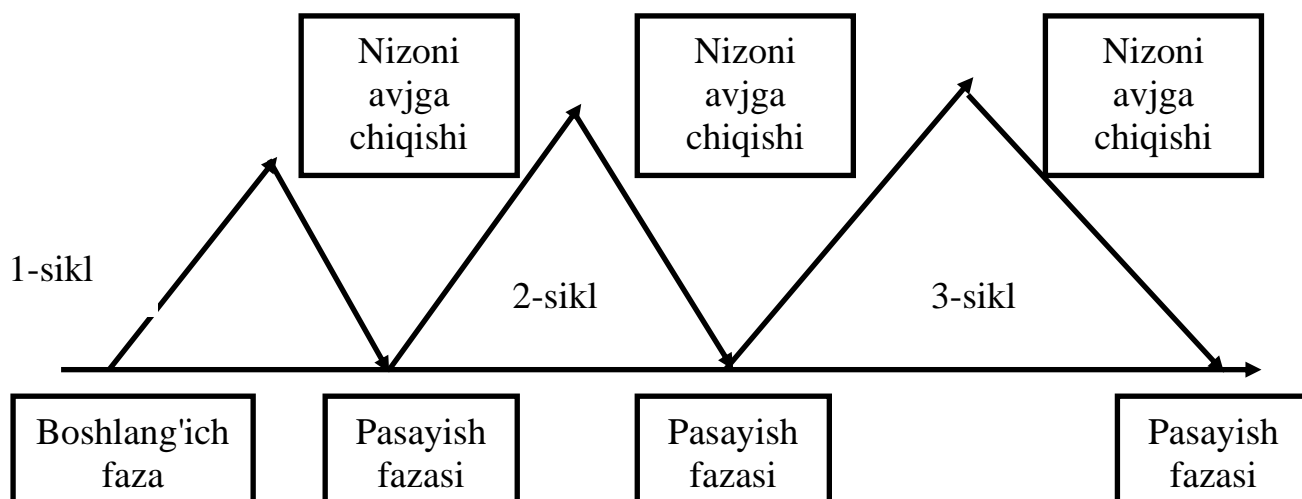 Nizoni
avjga
chiqishi
Nizoni
avjga
chiqishi
Nizoni
avjga
chiqishi
1-sikl
2-sikl
3-sikl
Boshlang'ich
faza
Pasayish
fazasi
Pasayish
fazasi
Pasayish
fazasi